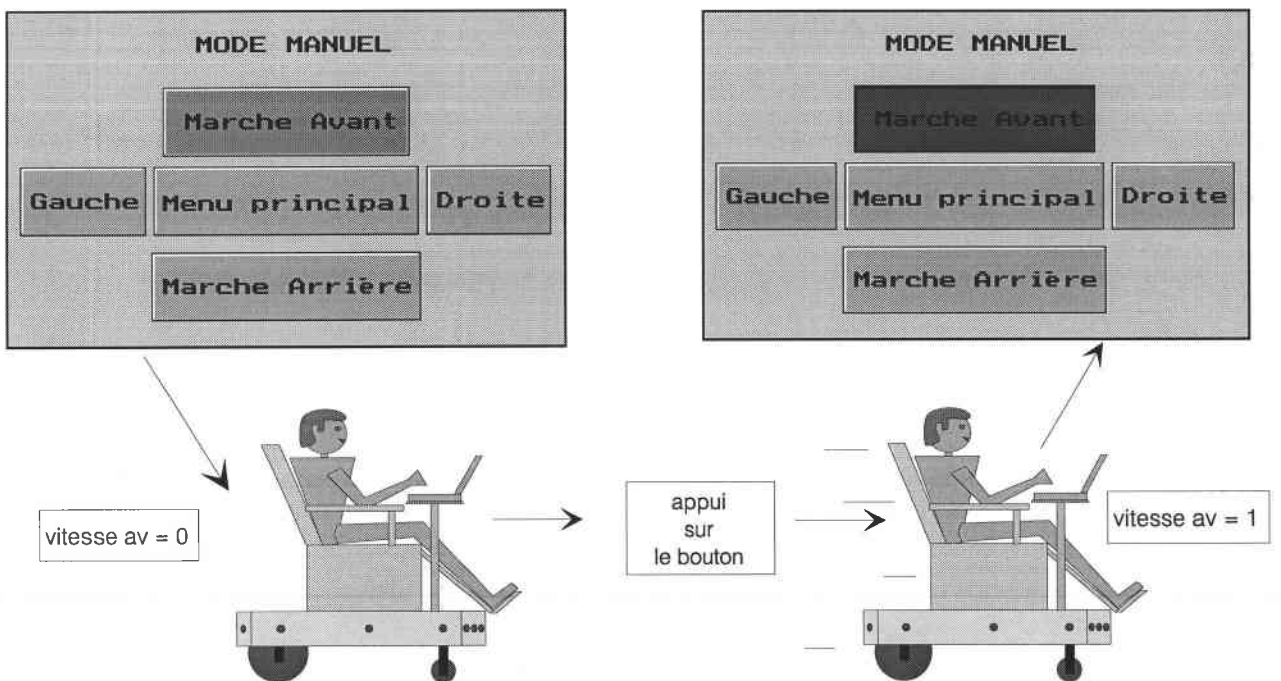 MODE MANUEL
Marche Avant
Gauche
Menu principal
Droite
Marche Arrière
MODE MANUEL
Marche Avant
Gauche
Menu principal
Droite
Marche Arrière
vitesse av = 0
appui
sur
le bouton
vitesse av = 1